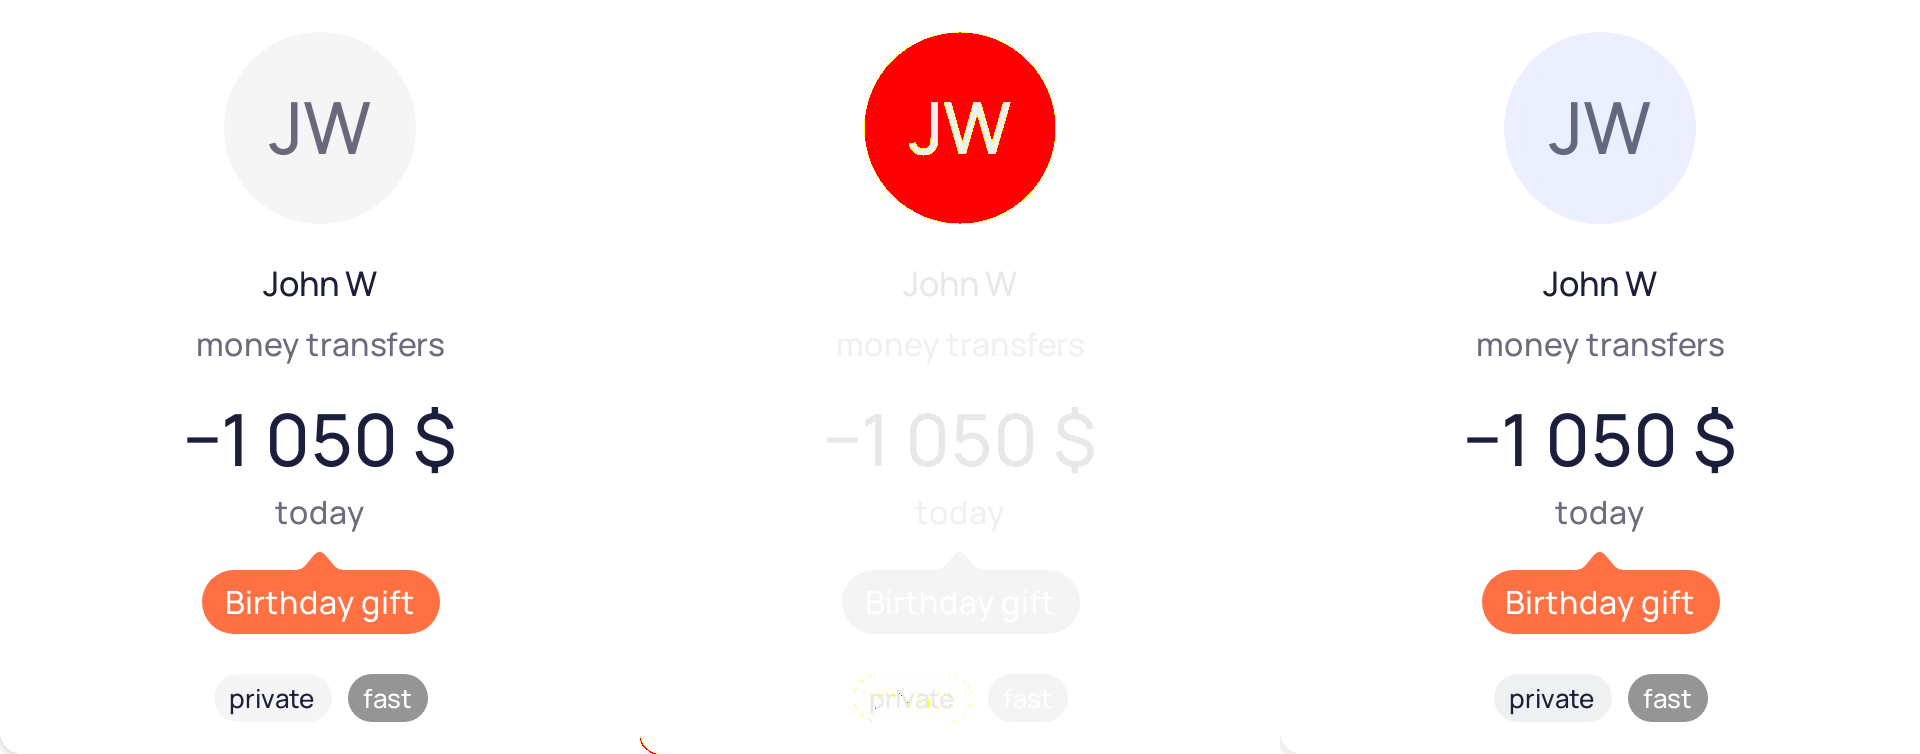 JW
John W
money transfers
−1 050 $
today
Birthday gift
private fast
JW
John W
money transfers
−1 050 $
today
Birthday gift
private fast
JW
John W
money transfers
−1 050 $
today
Birthday gift
private fast